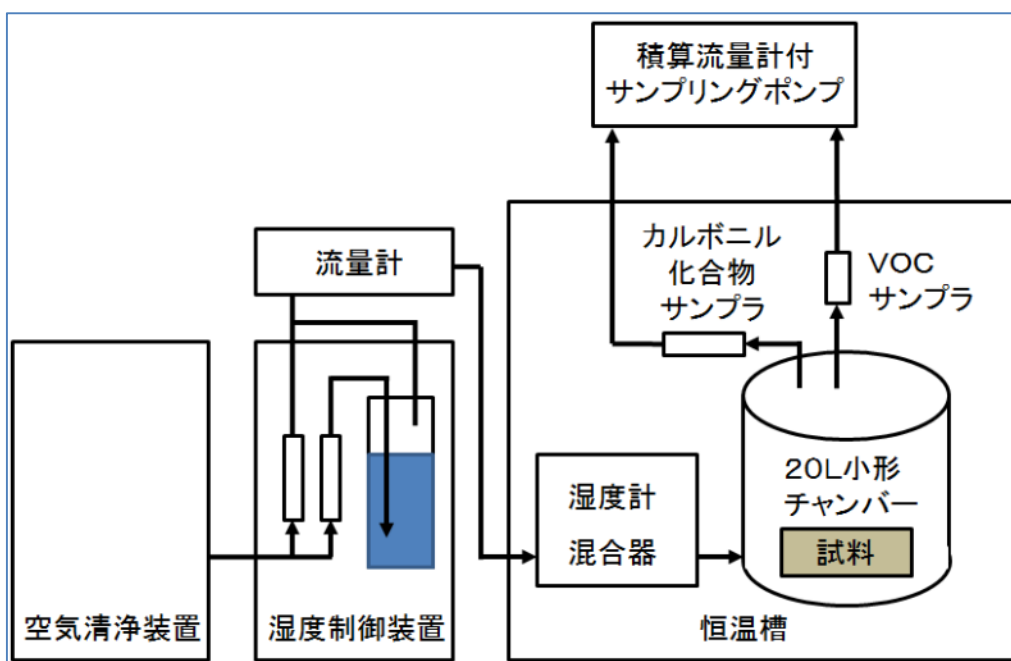 積算流量計付
サンプリングポンプ
流量計
カルボニル
化合物
サンプラ
VOC
サンプラ
湿度計
混合器
20L小形
チャンバー
試料
空気清浄装置
湿度制御装置
恒温槽